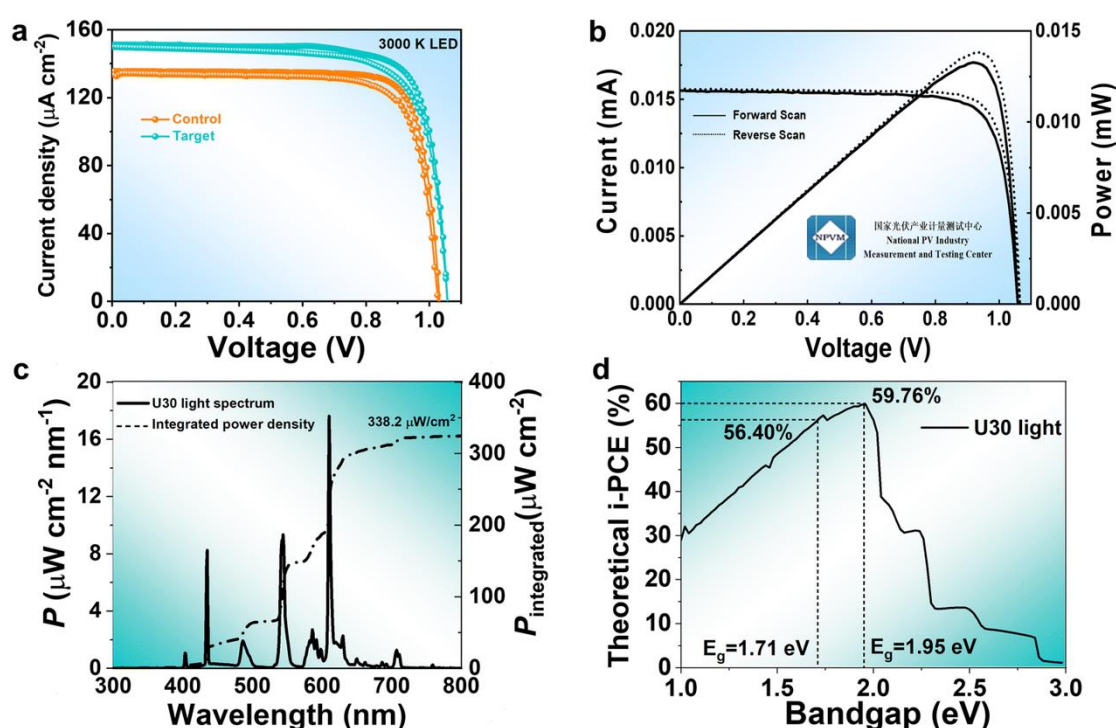 a
160
120
80
40
0
Current density (μA cm⁻²)
3000 K LED
Control
Target
0.0 0.2 0.4 0.6 0.8 1.0
Voltage (V)
b
0.020
0.015
0.010
0.005
0.000
Current (mA)
Forward Scan
Reverse Scan
NPVM
国家光伏产业计量测试中心
National PV Industry
Measurement and Testing Center
0.015
0.010
0.005
0.000
Power (mW)
0.0 0.2 0.4 0.6 0.8 1.0
Voltage (V)
c
20
16
12
8
4
0
P (μW cm⁻² nm⁻¹)
U30 light spectrum
Integrated power density
338.2 μW/cm²
400
300
200
100
0
P_integrated(μW cm⁻²)
300 400 500 600 700 800
Wavelength (nm)
d
60
50
40
30
20
10
0
Theoretical i-PCE (%)
59.76%
56.40%
U30 light
E_g=1.71 eV
E_g=1.95 eV
1.0 1.5 2.0 2.5 3.0
Bandgap (eV)